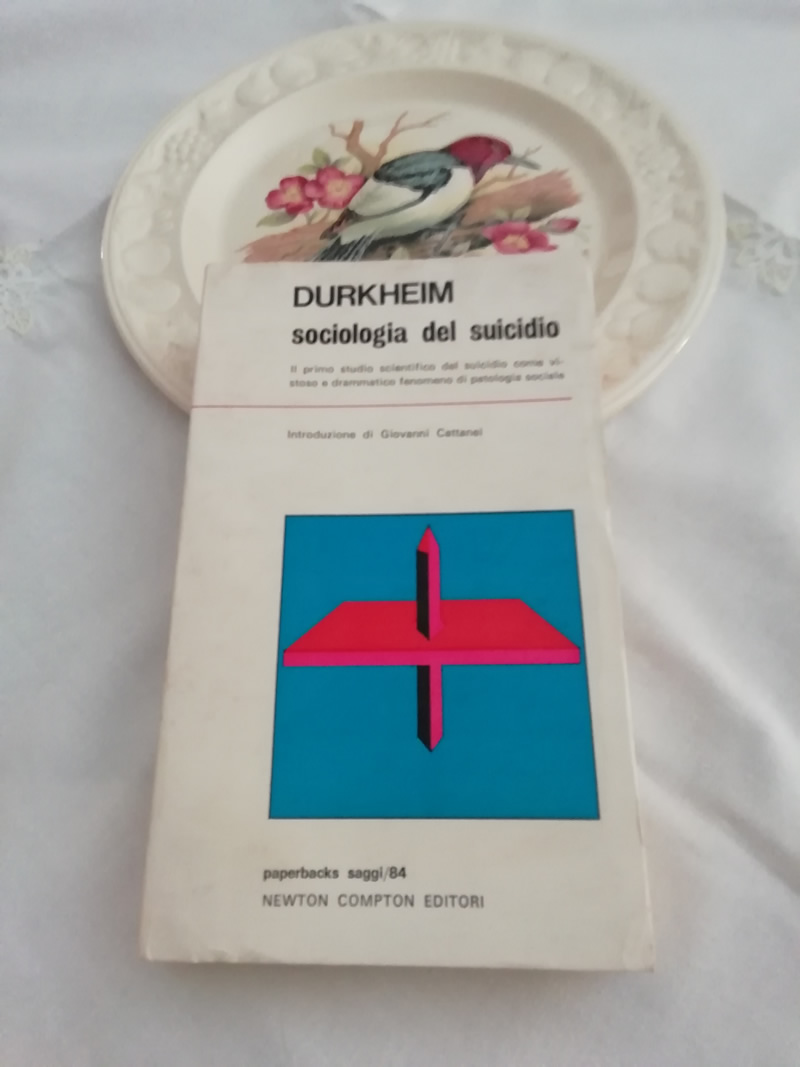 DURKHEIM
sociologia del suicidio
Il primo studio scientifico del suicidio come vi-
stoso e drammatico fenomeno di patologia sociale
Introduzione di Giovanni Cattanei
paperbacks saggi/84
NEWTON COMPTON EDITORI